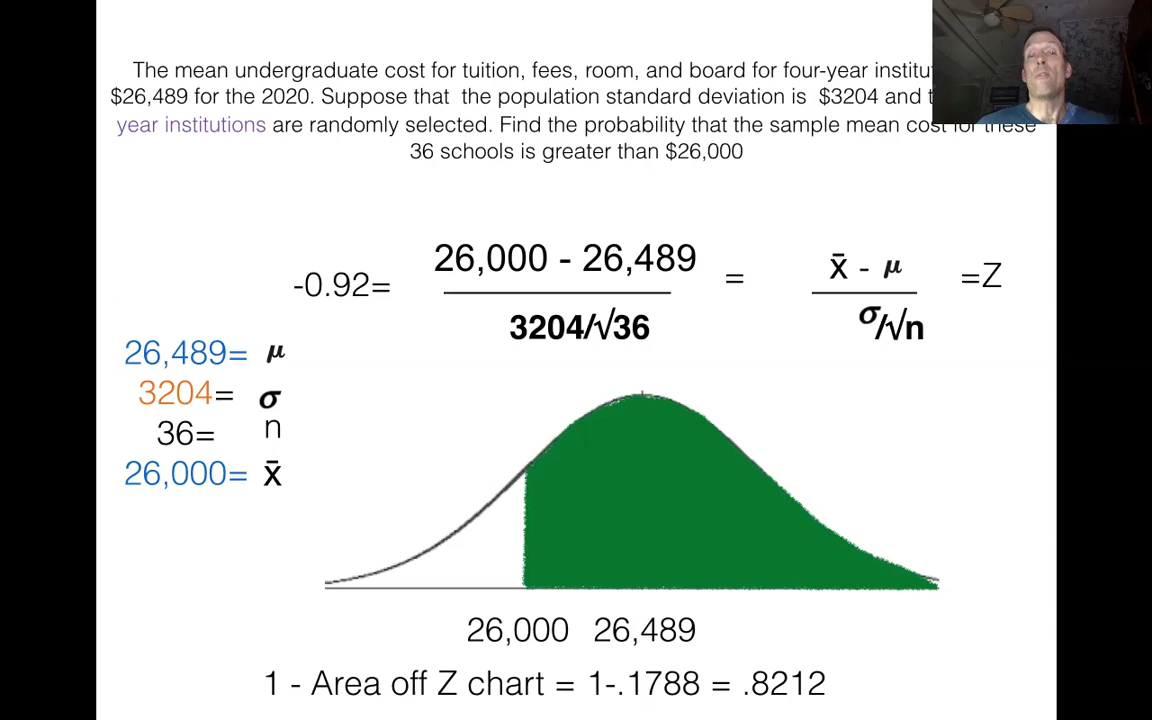 The mean undergraduate cost for tuition, fees, room, and board for four-year
$26,489 for the 2020. Suppose that the population standard deviation is $3204 and
year institutions are randomly selected. Find the probability that the sample mean cost for these
36 schools is greater than $26,000
-0.92= 26,000 - 26,489 = x̄ - μ =Z
3204/√36 σ/√n
26,489= μ
3204= σ
36= n
26,000= x̄
26,000 26,489
1 - Area off Z chart = 1-.1788 = .8212